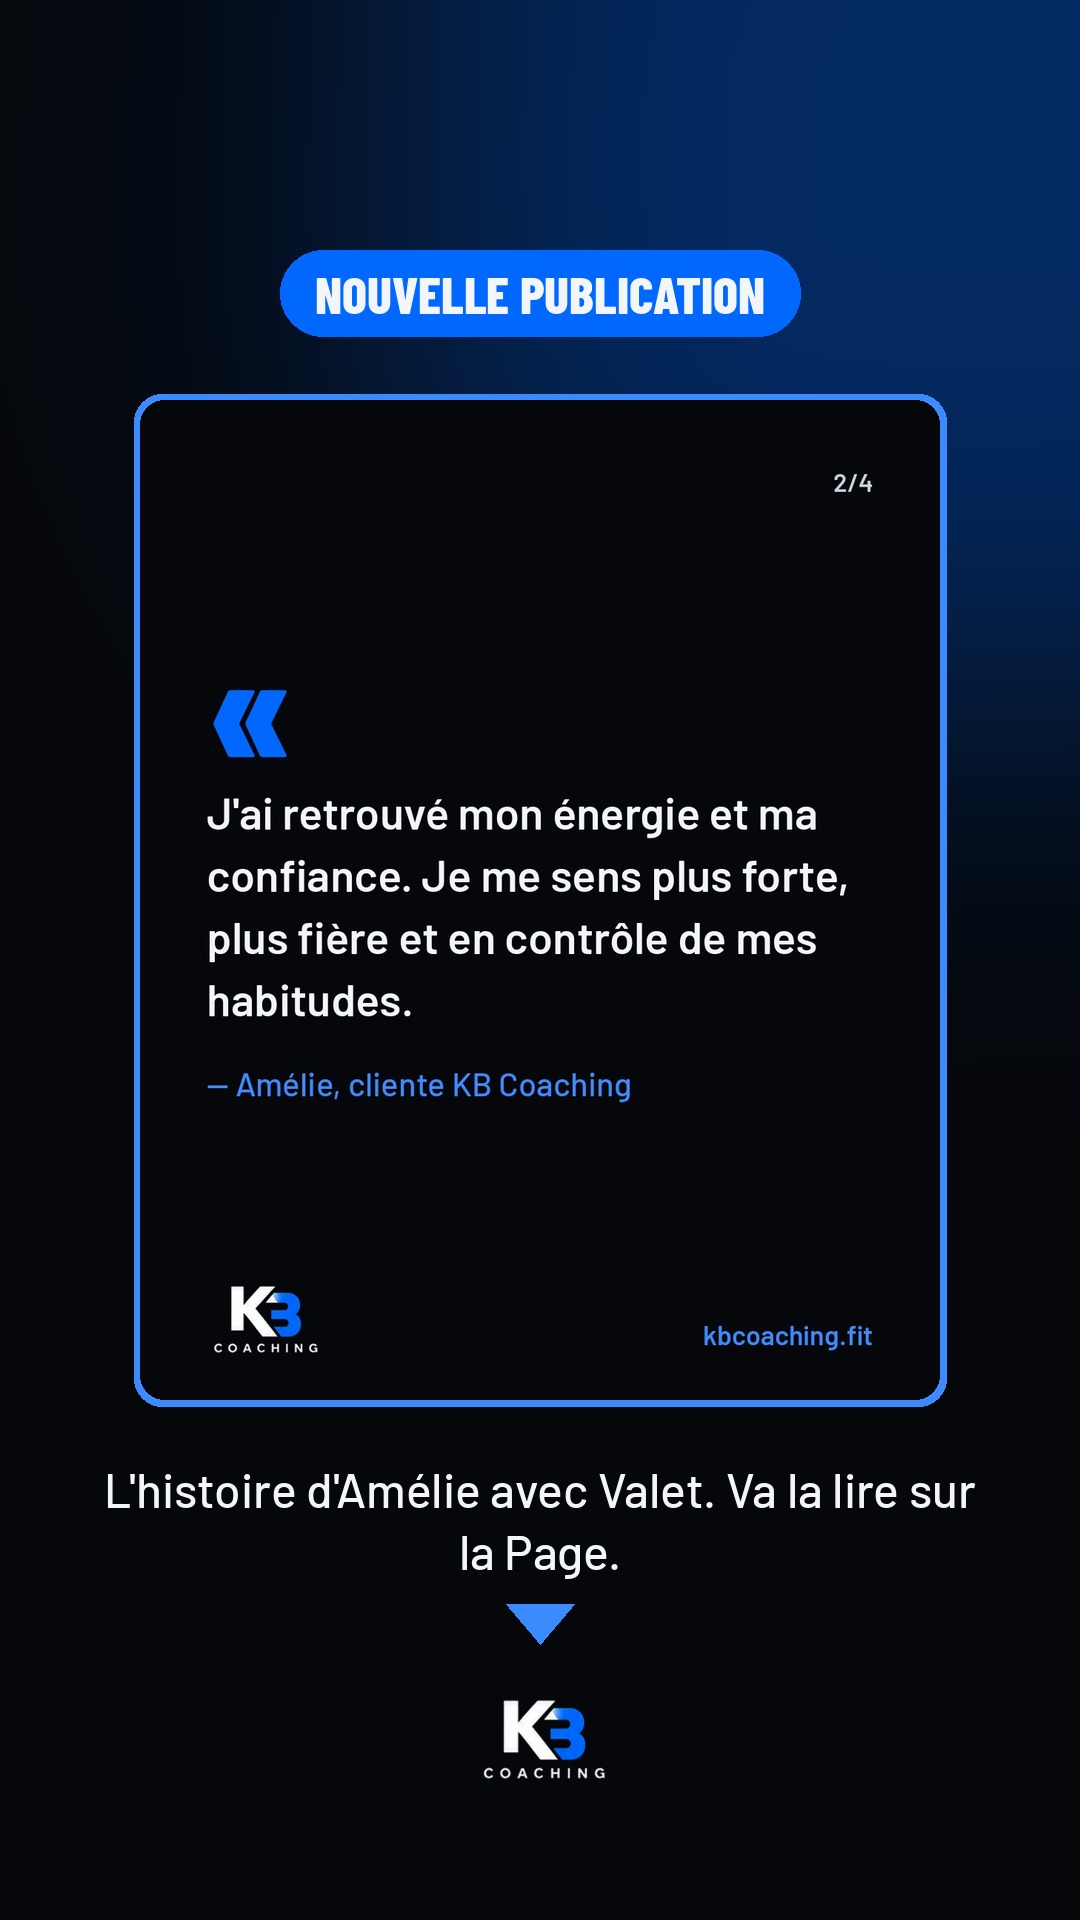 NOUVELLE PUBLICATION
2/4
«
J'ai retrouvé mon énergie et ma
confiance. Je me sens plus forte,
plus fière et en contrôle de mes
habitudes.
— Amélie, cliente KB Coaching
KB
COACHING
kbcoaching.fit
L'histoire d'Amélie avec Valet. Va la lire sur
la Page.
KB
COACHING